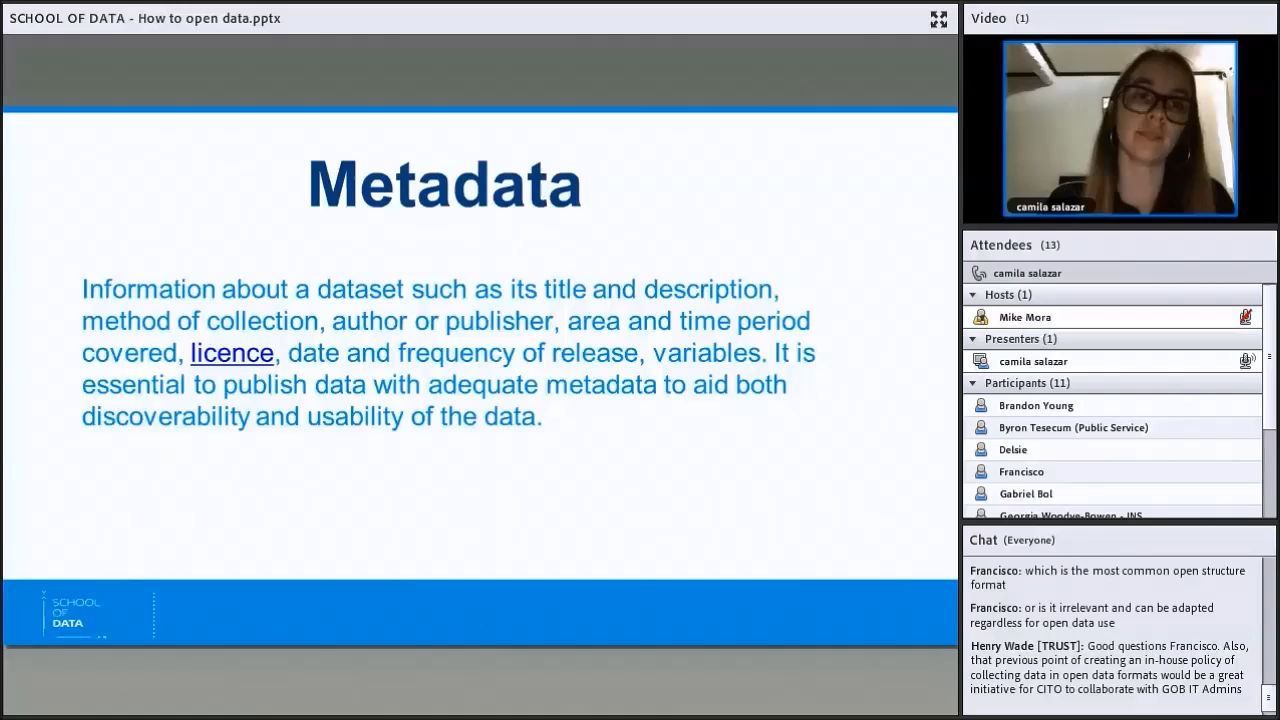 SCHOOL OF DATA - How to open data.pptx
Metadata
Information about a dataset such as its title and description,
method of collection, author or publisher, area and time period
covered, licence, date and frequency of release, variables. It is
essential to publish data with adequate metadata to aid both
discoverability and usability of the data.
SCHOOL
OF
DATA
Video (1)
camila salazar
Attendees (13)
camila salazar
Hosts (1)
Mike Mora
Presenters (1)
camila salazar
Participants (11)
Brandon Young
Byron Tesecum (Public Service)
Delsie
Francisco
Gabriel Bol
Georgia Woodye-Bowen - INS
Chat (Everyone)
Francisco: which is the most common open structure
format
Francisco: or is it irrelevant and can be adapted
regardless for open data use
Henry Wade [TRUST]: Good questions Francisco. Also,
that previous point of creating an in-house policy of
collecting data in open data formats would be a great
initiative for CITO to collaborate with GOB IT Admins